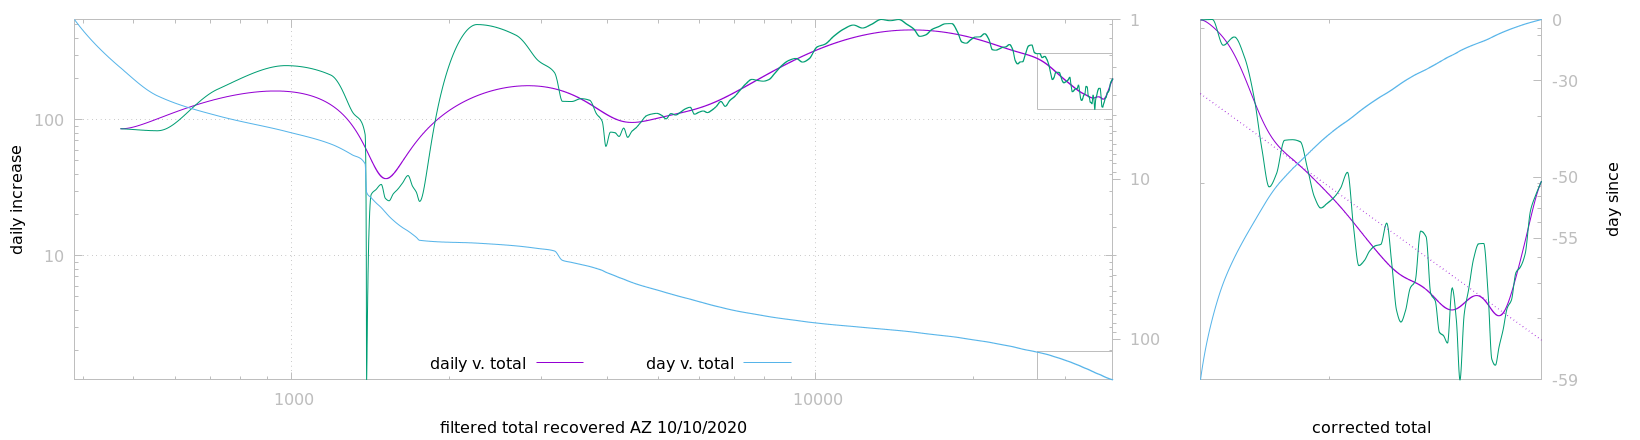 daily increase
100
10
1000
10000
1
10
100
daily v. total
day v. total
filtered total recovered AZ 10/10/2020
0
-30
-50
-55
-59
day since
corrected total